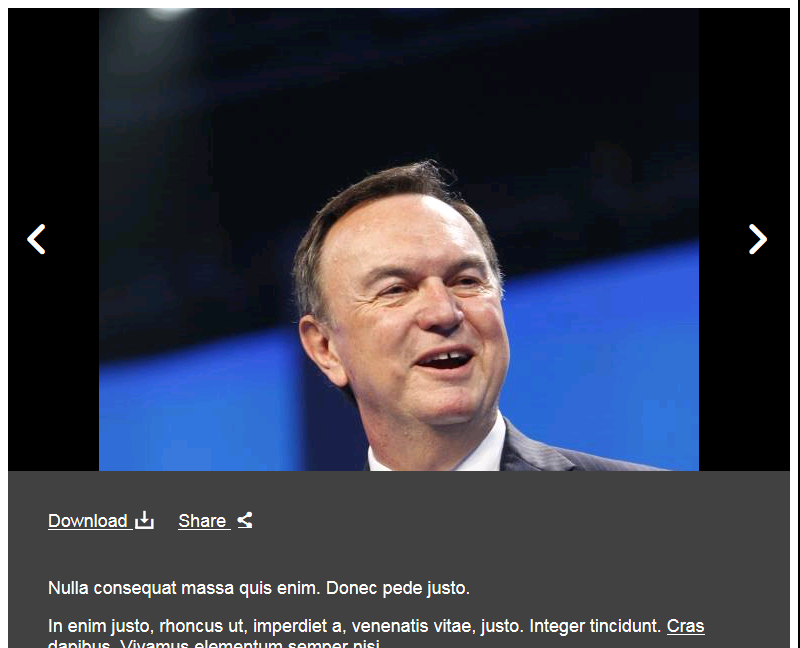 Download Share
Nulla consequat massa quis enim. Donec pede justo.
In enim justo, rhoncus ut, imperdiet a, venenatis vitae, justo. Integer tincidunt. Cras
dapibus. Vivamus elementum semper nisi.